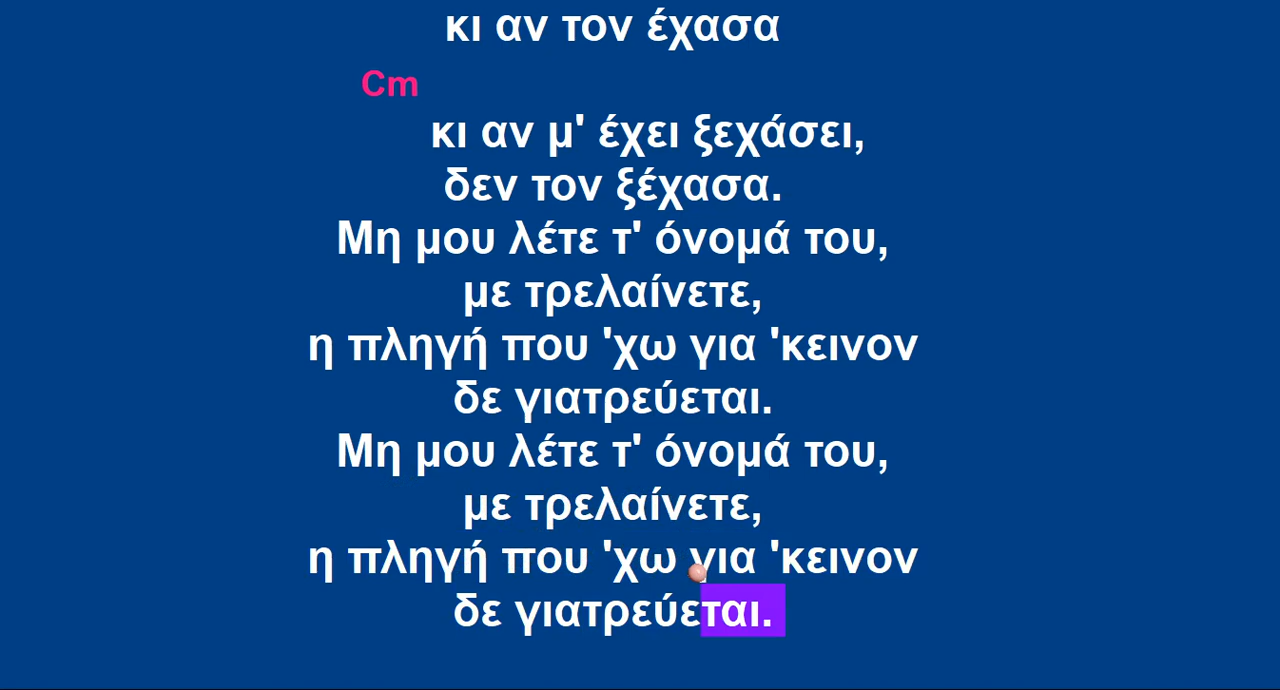 κι αν τον έχασα
Cm
κι αν μ' έχει ξεχάσει,
δεν τον ξέχασα.
Μη μου λέτε τ' όνομά του,
με τρελαίνετε,
η πληγή που 'χω για 'κεινον
δε γιατρεύεται.
Μη μου λέτε τ' όνομά του,
με τρελαίνετε,
η πληγή που 'χω για 'κεινον
δε γιατρεύεται.